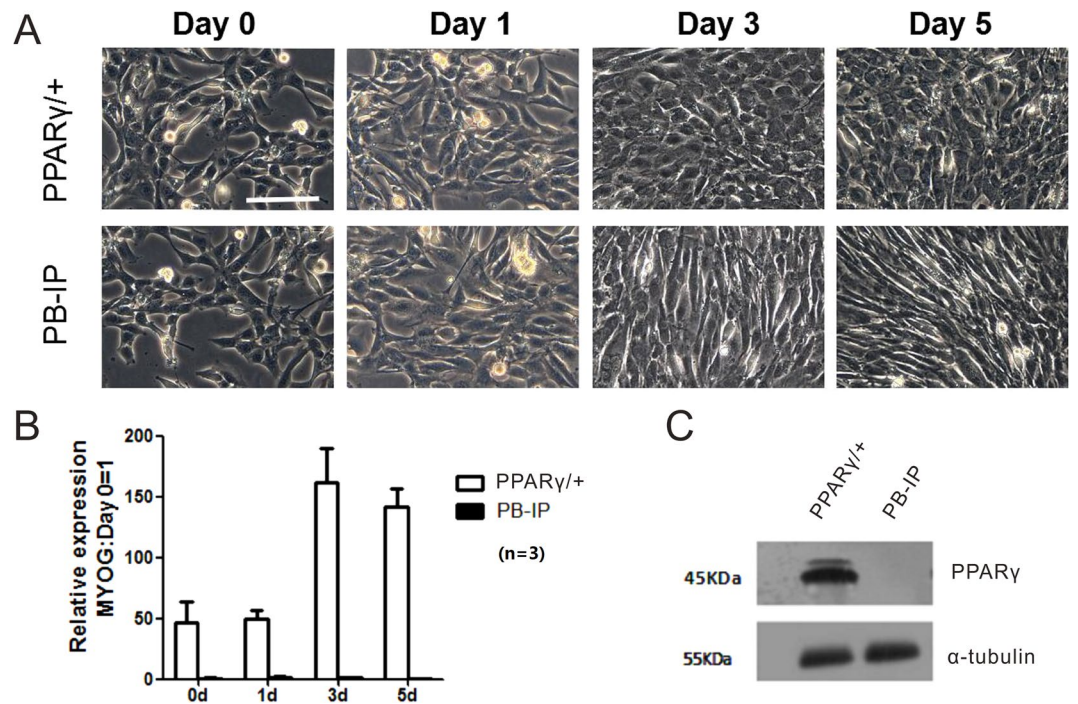 A
Day 0 Day 1 Day 3 Day 5
PPARγ/+
PB-IP
B
Relative expression
MYOG:Day 0=1
200
150
100
50
0
0d 1d 3d 5d
PPARγ/+
PB-IP
(n=3)
C
PPARγ/+ PB-IP
45KDa PPARγ
55KDa α-tubulin